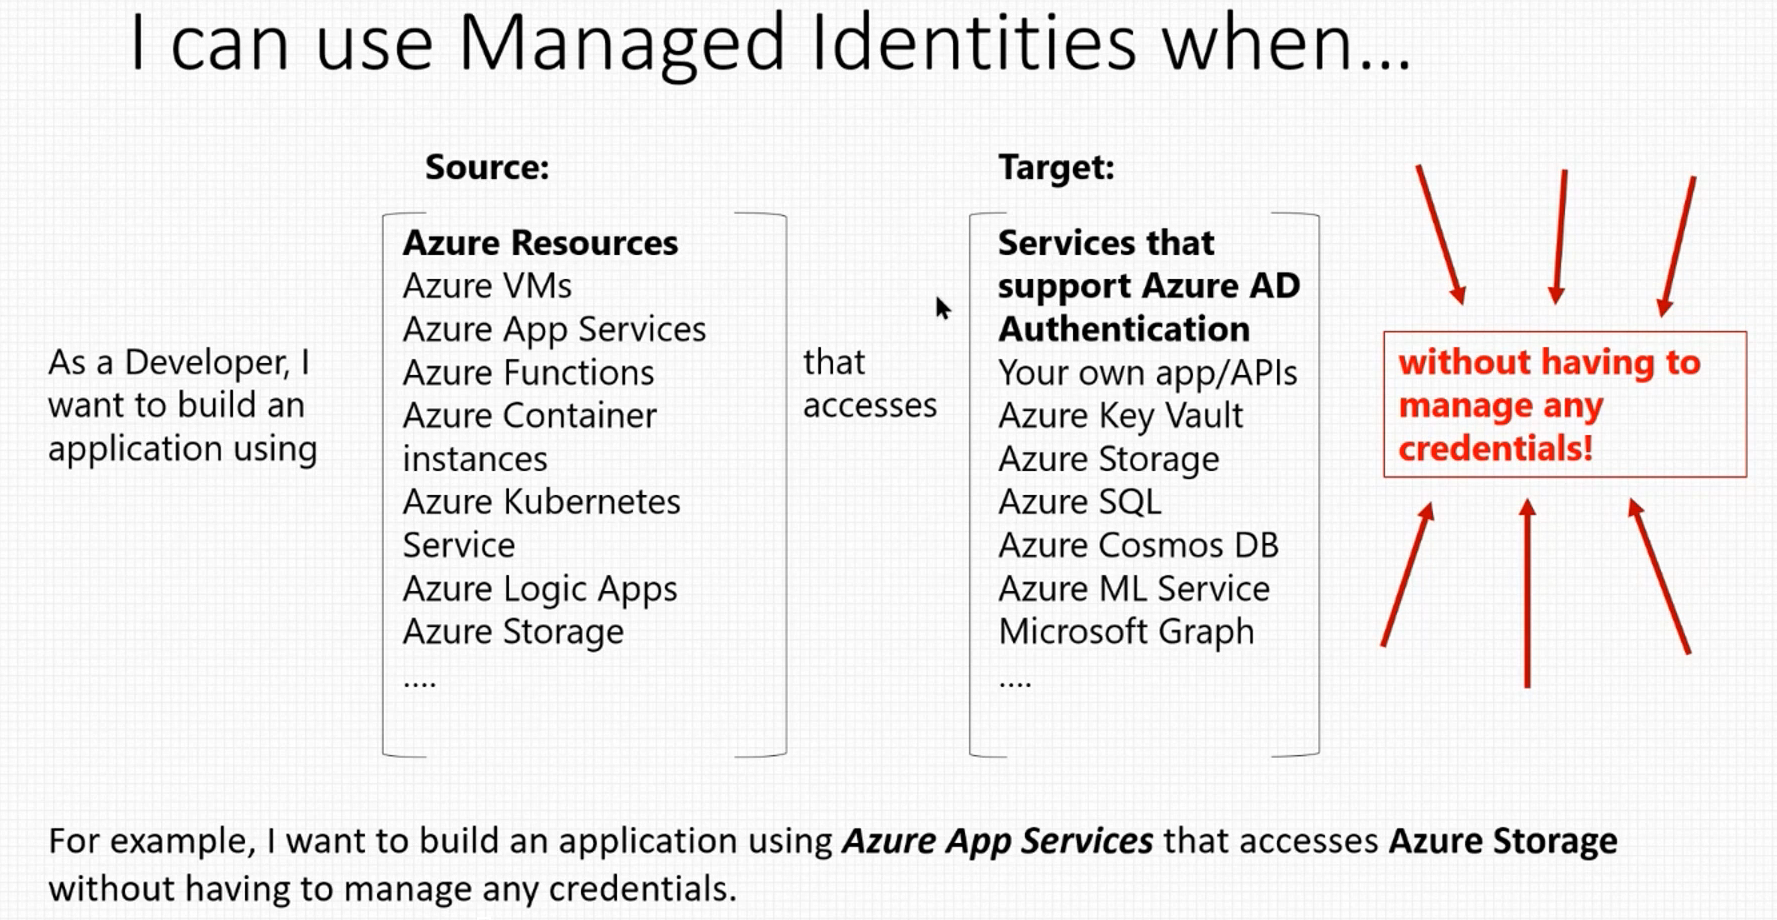 I can use Managed Identities when...
Source:
Target:
As a Developer, I
want to build an
application using
Azure Resources
Azure VMs
Azure App Services
Azure Functions
Azure Container
instances
Azure Kubernetes
Service
Azure Logic Apps
Azure Storage
....
that
accesses
Services that
support Azure AD
Authentication
Your own app/APIs
Azure Key Vault
Azure Storage
Azure SQL
Azure Cosmos DB
Azure ML Service
Microsoft Graph
....
without having to
manage any
credentials!
For example, I want to build an application using Azure App Services that accesses Azure Storage
without having to manage any credentials.